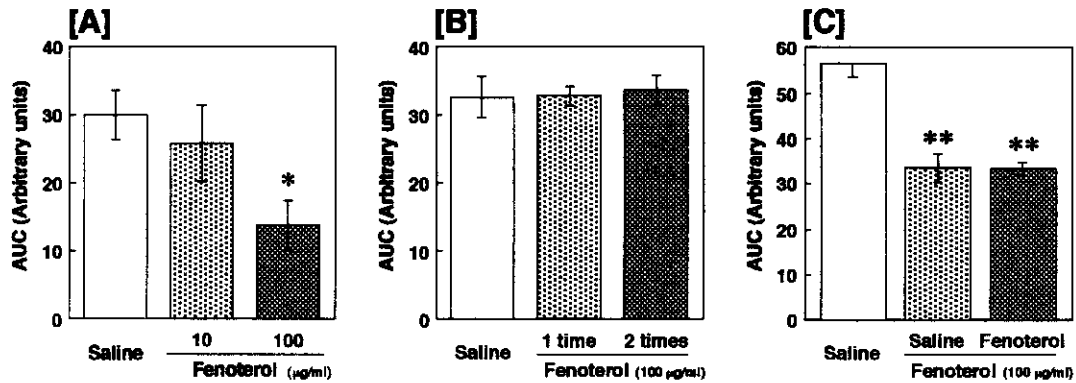 [A]
AUC (Arbitrary units)
40
30
20
10
0
*
Saline
10
100
Fenoterol (µg/ml)
[B]
AUC (Arbitrary units)
40
30
20
10
0
Saline
1 time
2 times
Fenoterol (100 µg/ml)
[C]
AUC (Arbitrary units)
60
50
40
30
20
10
0
**
**
Saline
Saline
Fenoterol
Fenoterol (100 µg/ml)